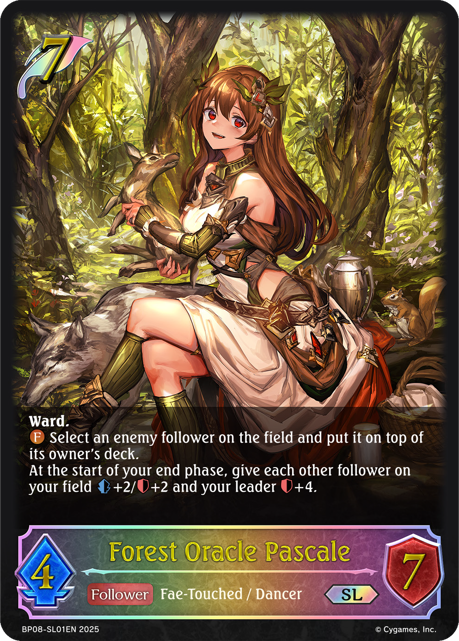 7
Ward.
F Select an enemy follower on the field and put it on top of
its owner's deck.
At the start of your end phase, give each other follower on
your field +2/+2 and your leader +4.
Forest Oracle Pascale
4
Follower Fae-Touched / Dancer SL
7
BP08-SL01EN 2025 © Cygames, Inc.